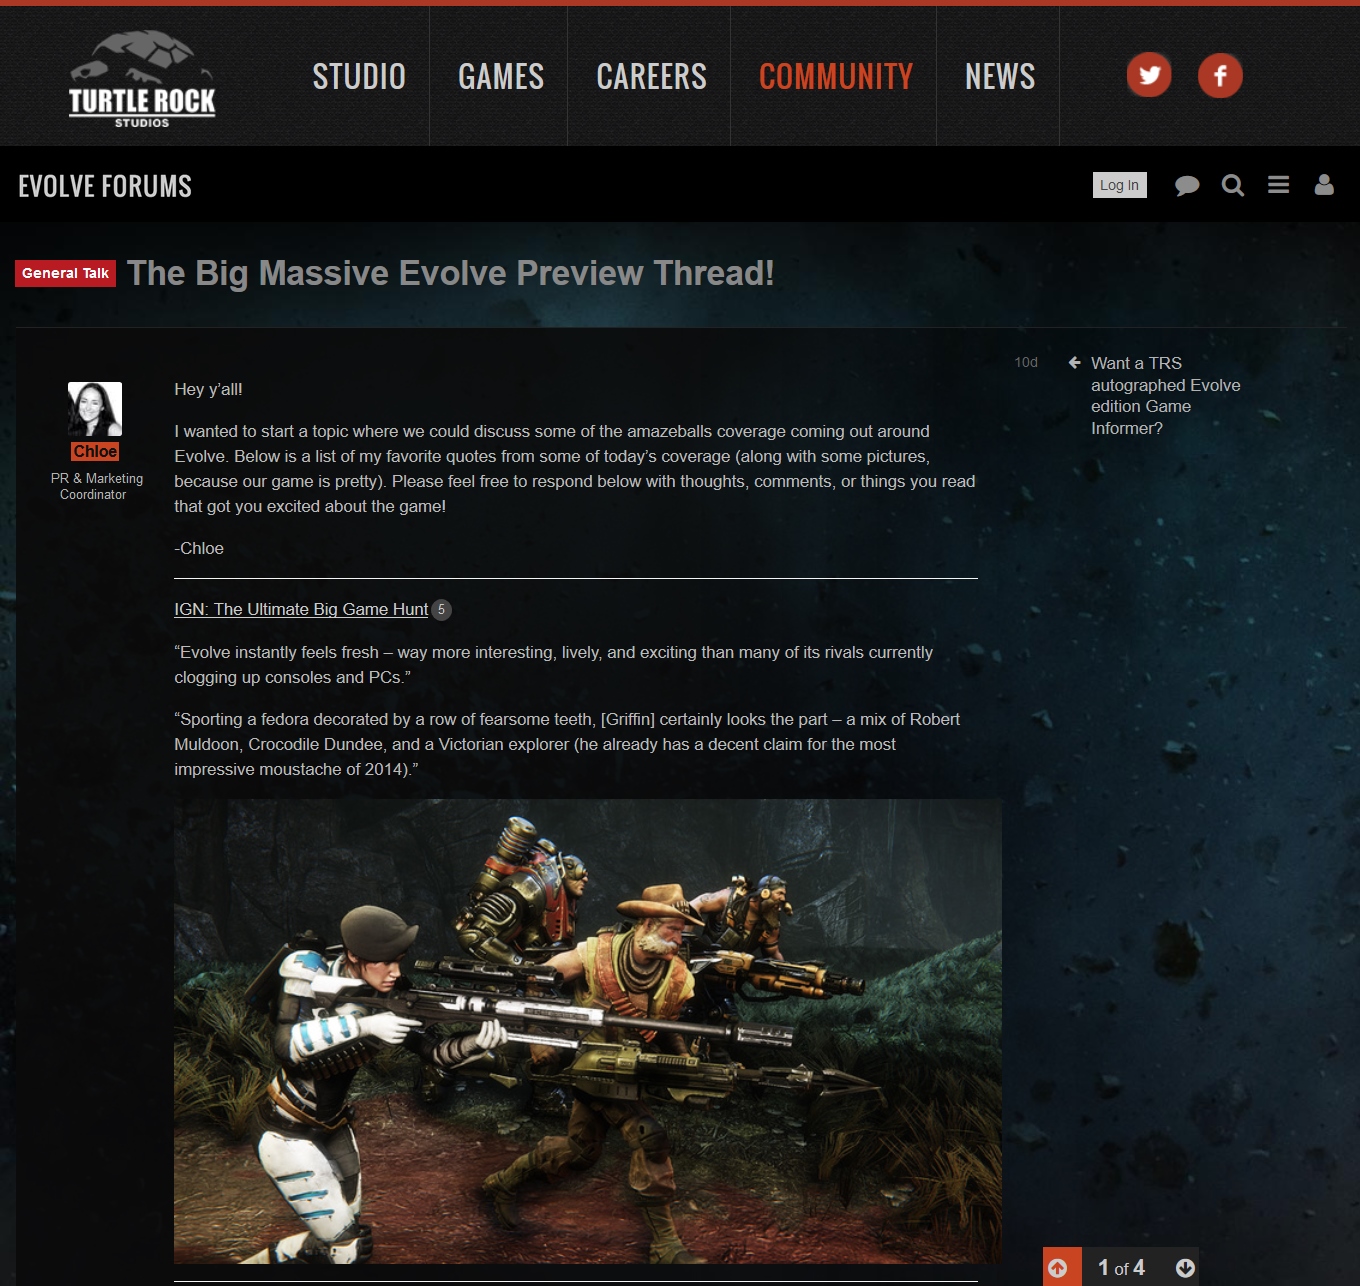 TURTLE ROCK
STUDIOS
STUDIO
GAMES
CAREERS
COMMUNITY
NEWS
EVOLVE FORUMS
Log In
General Talk
The Big Massive Evolve Preview Thread!
Chloe
PR & Marketing
Coordinator
Hey y’all!
I wanted to start a topic where we could discuss some of the amazeballs coverage coming out around
Evolve. Below is a list of my favorite quotes from some of today’s coverage (along with some pictures,
because our game is pretty). Please feel free to respond below with thoughts, comments, or things you read
that got you excited about the game!
-Chloe
IGN: The Ultimate Big Game Hunt 5
“Evolve instantly feels fresh – way more interesting, lively, and exciting than many of its rivals currently
clogging up consoles and PCs.”
“Sporting a fedora decorated by a row of fearsome teeth, [Griffin] certainly looks the part – a mix of Robert
Muldoon, Crocodile Dundee, and a Victorian explorer (he already has a decent claim for the most
impressive moustache of 2014).”
10d
Want a TRS
autographed Evolve
edition Game
Informer?
1 of 4